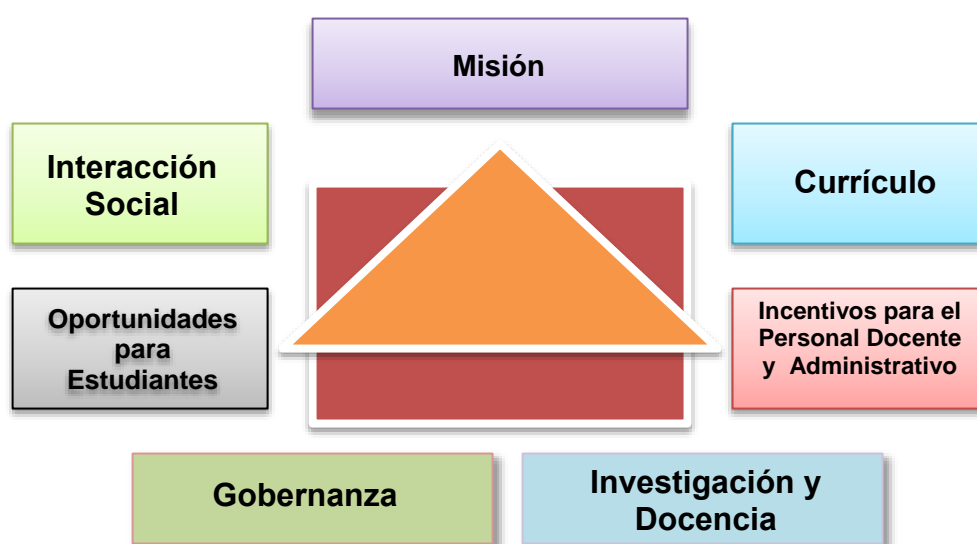 Misión
Interacción
Social
Currículo
Oportunidades
para
Estudiantes
Incentivos para el
Personal Docente
y Administrativo
Gobernanza
Investigación y
Docencia